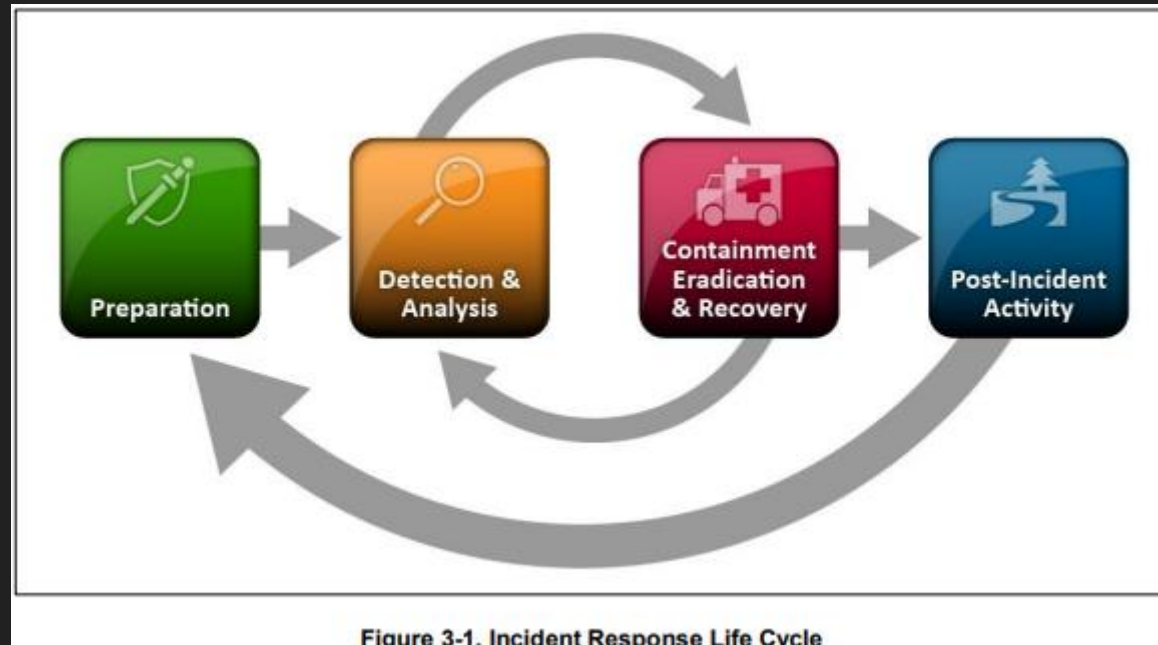 Preparation
Detection &
Analysis
Containment
Eradication
& Recovery
Post-Incident
Activity
Figure 3-1. Incident Response Life Cycle